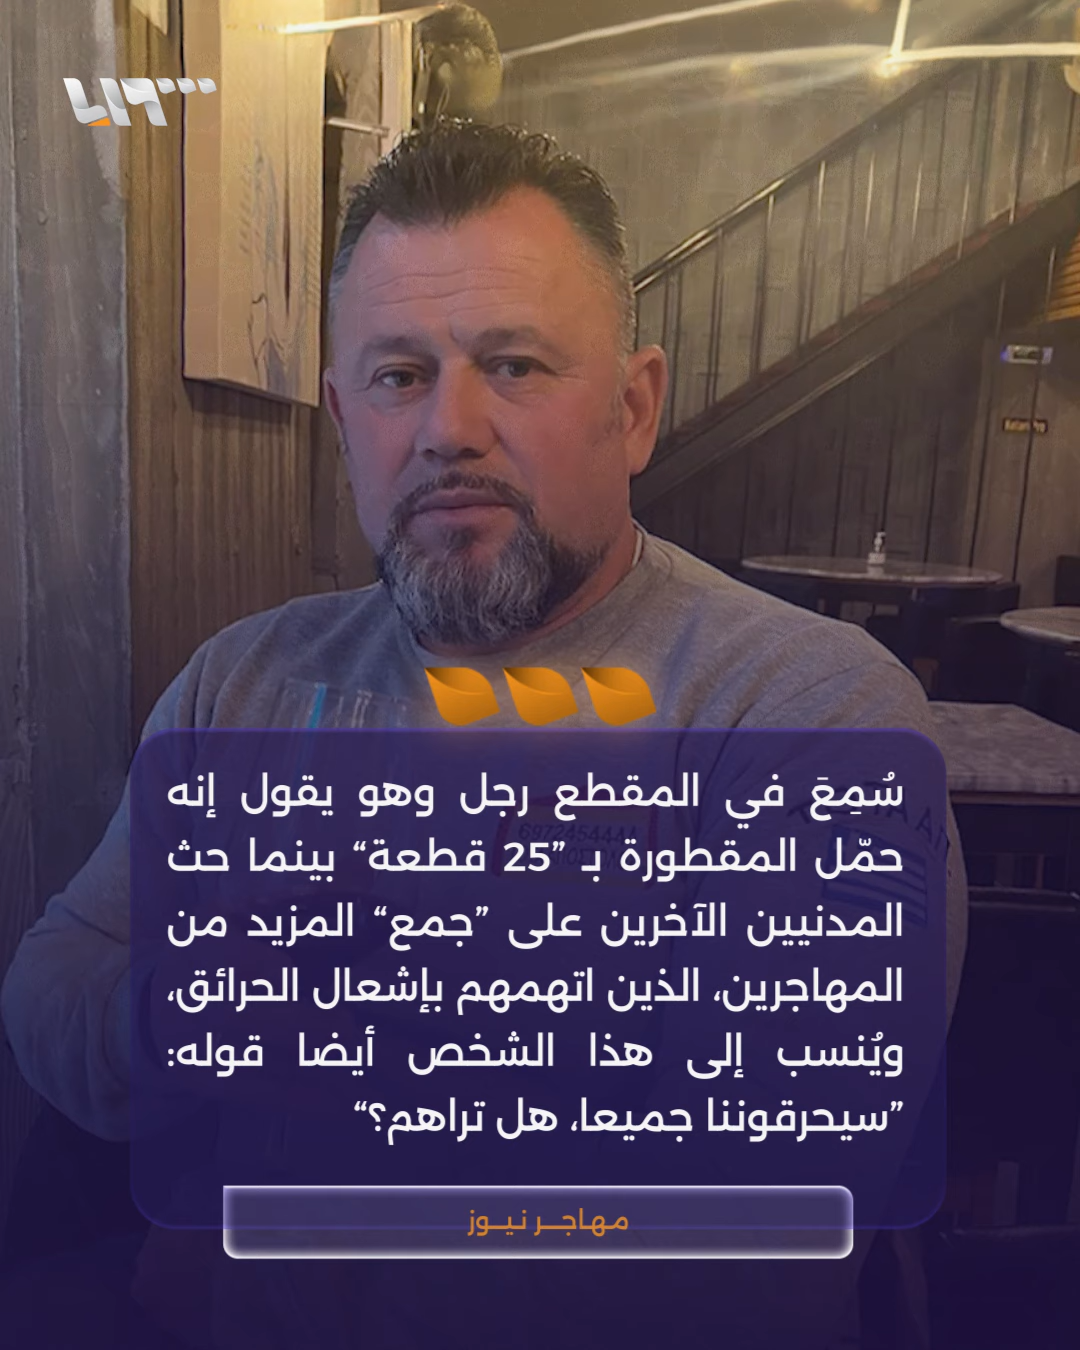 سُمِعَ في المقطع رجل وهو يقول إنه
حمّل المقطورة بـ ”25 قطعة“ بينما حث
المدنيين الآخرين على ”جمع“ المزيد من
المهاجرين، الذين اتهمهم بإشعال الحرائق،
ويُنسب إلى هذا الشخص أيضا قوله:
”سيحرقوننا جميعا، هل تراهم؟“
مهاجـر نيـوز